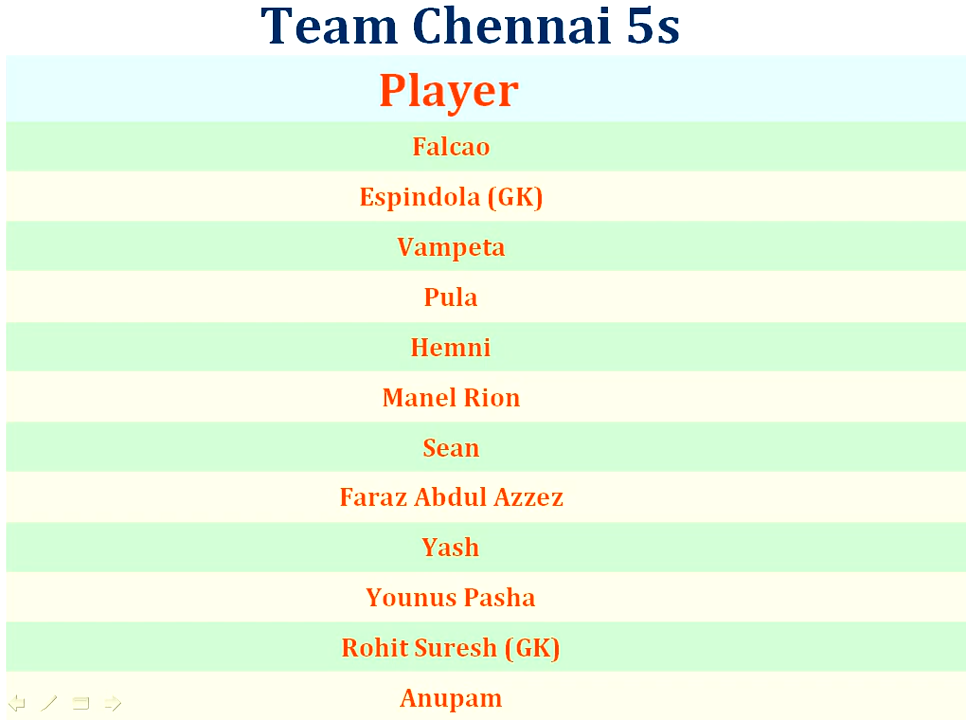 Team Chennai 5s
Player
Falcao
Espindola (GK)
Vampeta
Pula
Hemni
Manel Rion
Sean
Faraz Abdul Azzez
Yash
Younus Pasha
Rohit Suresh (GK)
Anupam